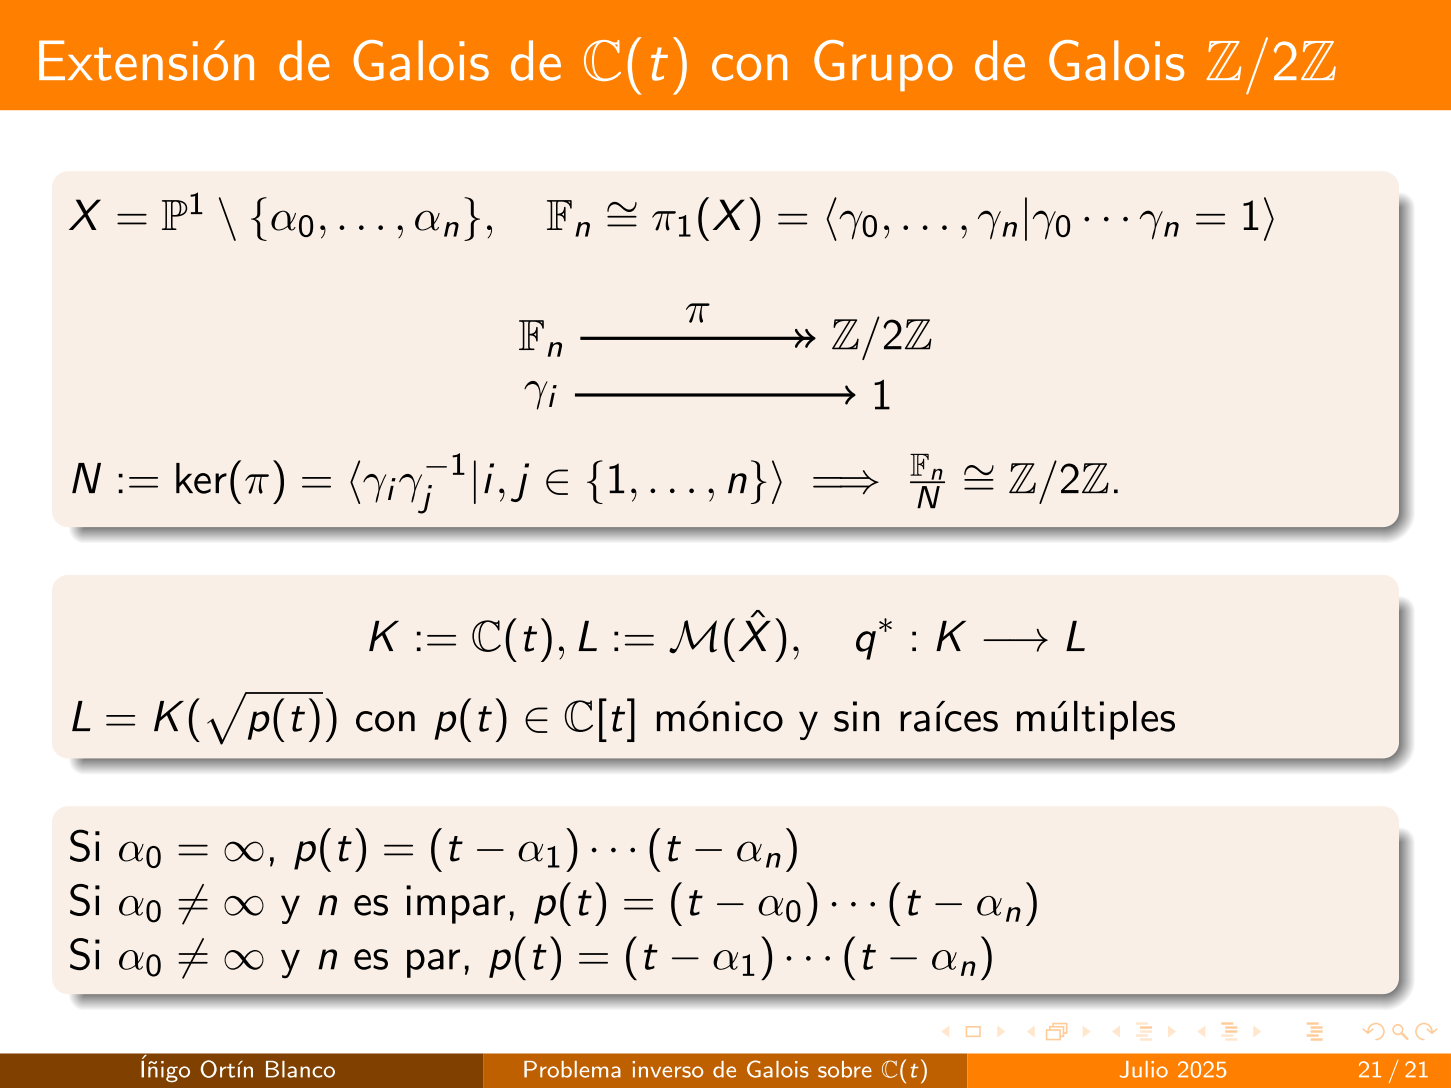 Extensión de Galois de ℂ(t) con Grupo de Galois ℤ/2ℤ
X = ℙ¹ \ {α₀, . . . , αₙ}, 𝔽ₙ ≅ π₁(X) = ⟨γ₀, . . . , γₙ|γ₀ · · · γₙ = 1⟩
π
𝔽ₙ ↠ ℤ/2ℤ
γᵢ ⟶ 1
N := ker(π) = ⟨γᵢγⱼ⁻¹|i, j ∈ {1, . . . , n}⟩ ⟹ 𝔽ₙ/N ≅ ℤ/2ℤ.
K := ℂ(t), L := ℳ(X̂), q* : K ⟶ L
L = K(√p(t)) con p(t) ∈ ℂ[t] mónico y sin raíces múltiples
Si α₀ = ∞, p(t) = (t − α₁) · · · (t − αₙ)
Si α₀ ≠ ∞ y n es impar, p(t) = (t − α₀) · · · (t − αₙ)
Si α₀ ≠ ∞ y n es par, p(t) = (t − α₁) · · · (t − αₙ)
Íñigo Ortín Blanco Problema inverso de Galois sobre ℂ(t) Julio 2025 21 / 21